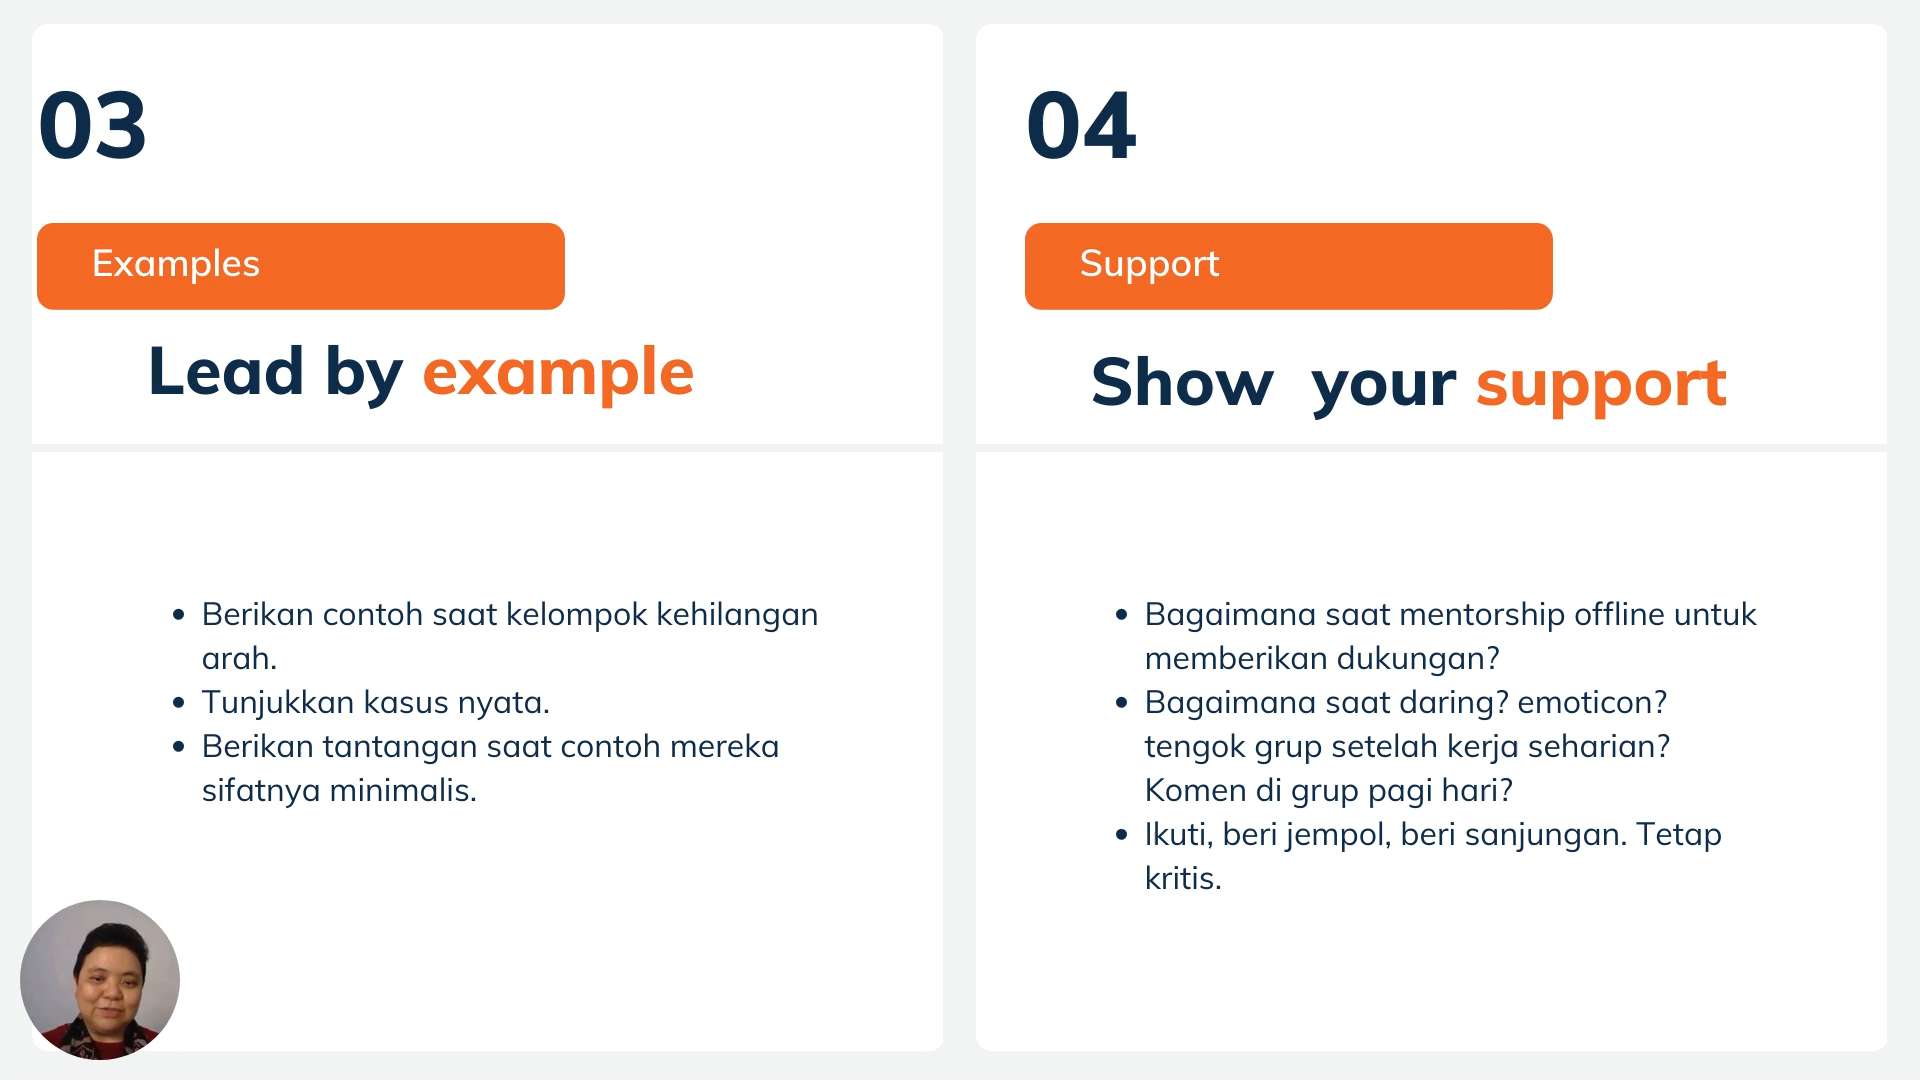 03
Examples
Lead by example
Berikan contoh saat kelompok kehilangan
arah.
Tunjukkan kasus nyata.
Berikan tantangan saat contoh mereka
sifatnya minimalis.
04
Support
Show  your support
Bagaimana saat mentorship offline untuk
memberikan dukungan?
Bagaimana saat daring? emoticon?
tengok grup setelah kerja seharian?
Komen di grup pagi hari?
Ikuti, beri jempol, beri sanjungan. Tetap
kritis.